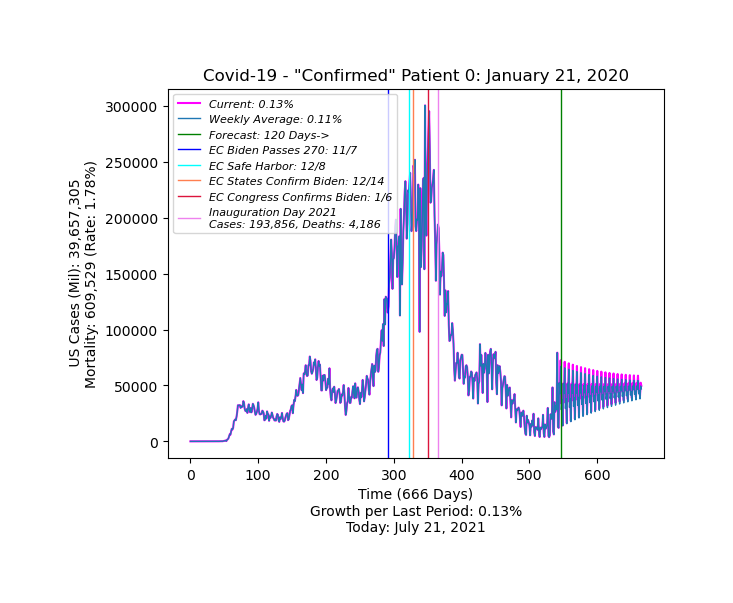 Covid-19 - "Confirmed" Patient 0: January 21, 2020
Current: 0.13%
Weekly Average: 0.11%
Forecast: 120 Days->
EC Biden Passes 270: 11/7
EC Safe Harbor: 12/8
EC States Confirm Biden: 12/14
EC Congress Confirms Biden: 1/6
Inauguration Day 2021
Cases: 193,856, Deaths: 4,186
US Cases (Mil): 39,657,305
Mortality: 609,529 (Rate: 1.78%)
300000
250000
200000
150000
100000
50000
0
0 100 200 300 400 500 600
Time (666 Days)
Growth per Last Period: 0.13%
Today: July 21, 2021